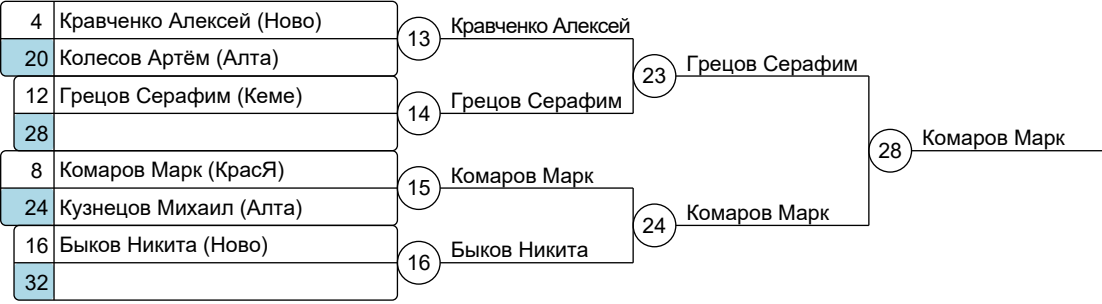 4 Кравченко Алексей (Ново)
20 Колесов Артём (Алта)
12 Грецов Серафим (Кеме)
28
8 Комаров Марк (КрасЯ)
24 Кузнецов Михаил (Алта)
16 Быков Никита (Ново)
32
13 Кравченко Алексей
14 Грецов Серафим
15 Комаров Марк
16 Быков Никита
23 Грецов Серафим
24 Комаров Марк
28 Комаров Марк